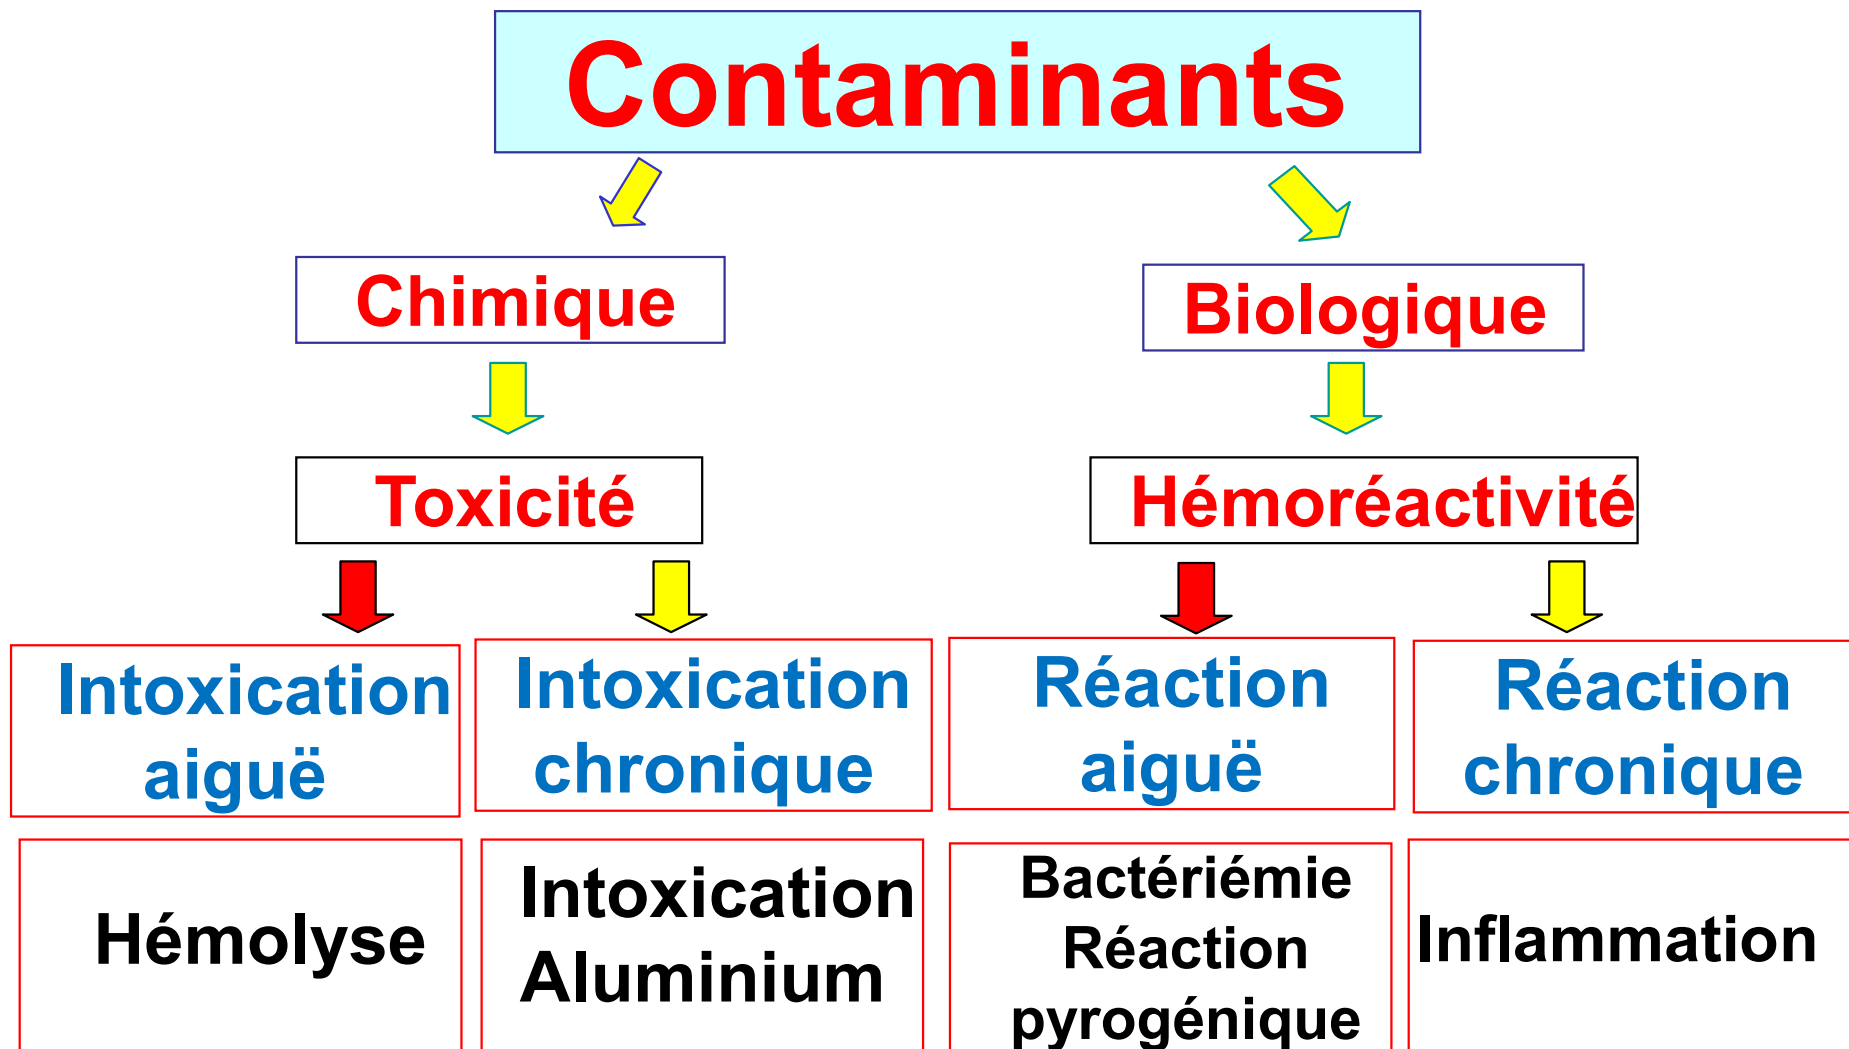 Contaminants
Chimique
Biologique
Toxicité
Hémoréactivité
Intoxication
aiguë
Intoxication
chronique
Réaction
aiguë
Réaction
chronique
Hémolyse
Intoxication
Aluminium
Bactériémie
Réaction
pyrogénique
Inflammation